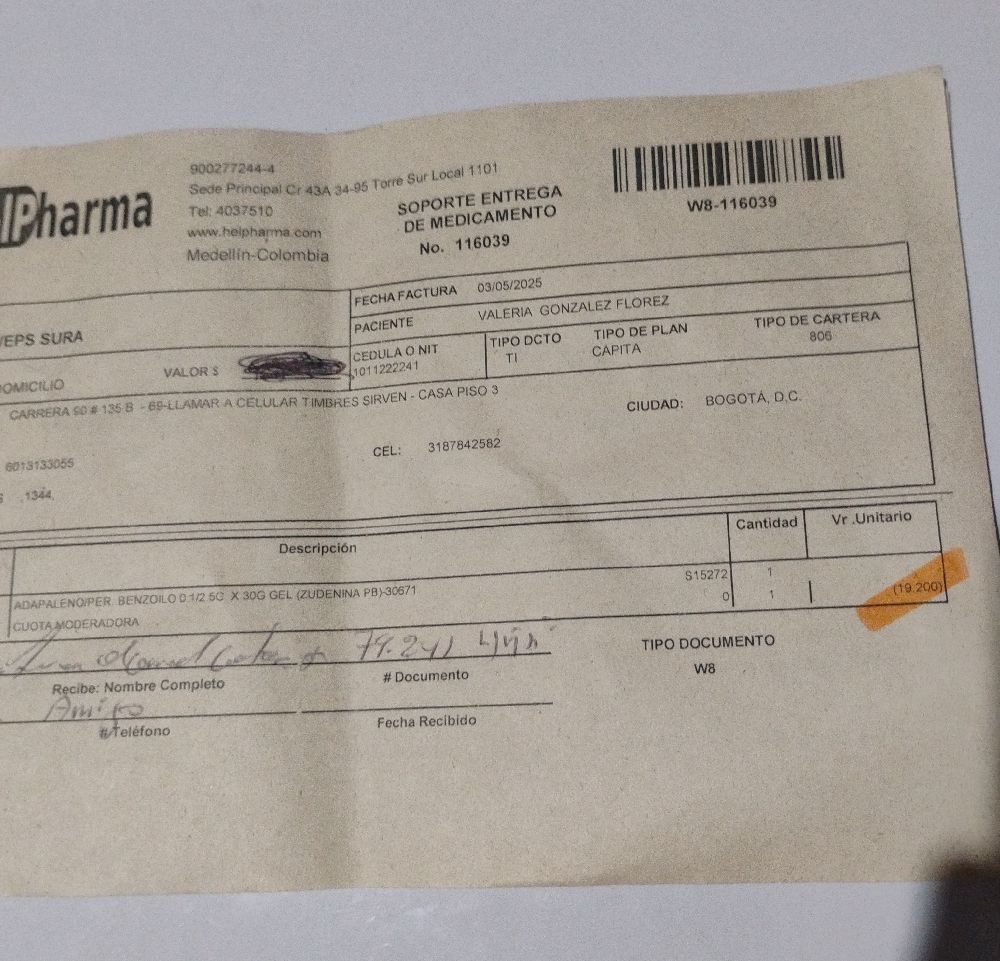 Pharma
900277244-4
Sede Principal Cr 43A 34-95 Torre Sur Local 1101
Tel: 4037510
www.helpharma.com
Medellín-Colombia
SOPORTE ENTREGA
DE MEDICAMENTO
No. 116039
W8-116039
FECHA FACTURA 03/05/2025
PACIENTE VALERIA GONZALEZ FLOREZ
/EPS SURA
CEDULA O NIT
1011222241
TIPO DCTO
TI
TIPO DE PLAN
CAPITA
TIPO DE CARTERA
806
OMICILIO VALOR $
CARRERA 90 # 135 B - 69-LLAMAR A CELULAR TIMBRES SIRVEN - CASA PISO 3
CIUDAD: BOGOTÁ, D.C.
6013133055
CEL: 3187842582
1344,
Descripción Cantidad Vr .Unitario
ADAPALENO/PER. BENZOILO 0.1/2.5G X 30G GEL (ZUDENINA PB)-30671 S15272 1
CUOTA MODERADORA 0 1 (19.200)
79.241
Recibe: Nombre Completo # Documento
TIPO DOCUMENTO
W8
Amigo
#/Teléfono Fecha Recibido